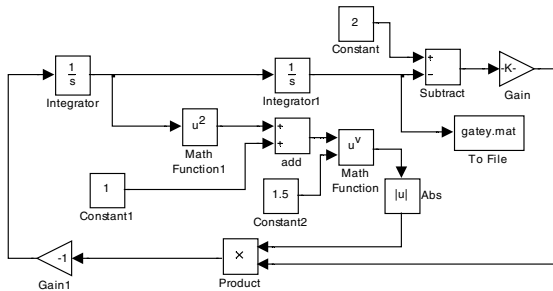 2
Constant
+
−
Subtract
-K-
Gain
1
s
Integrator
1
s
Integrator1
gatey.mat
To File
u2
Math
Function1
+
+
add
uv
Math
Function
1
Constant1
1.5
Constant2
|u|
Abs
-1
Gain1
×
Product